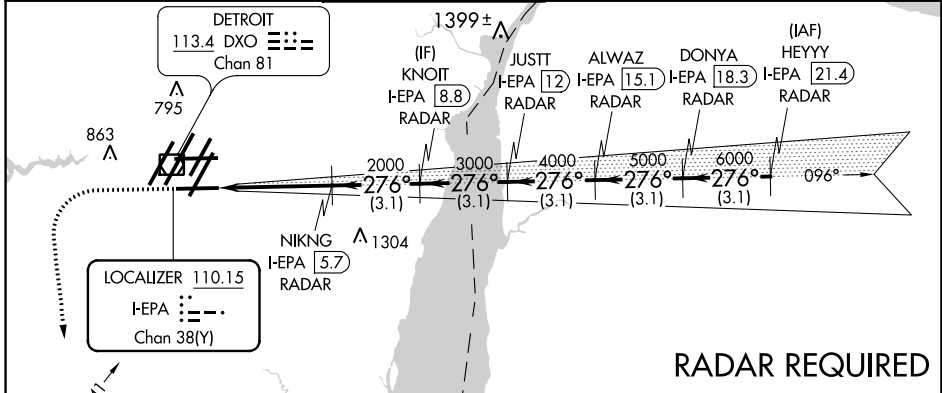 DETROIT
113.4 DXO
Chan 81
795
863
1399±
(IF)
KNOIT
I-EPA 8.8
RADAR
JUSTT
I-EPA 12
RADAR
ALWAZ
I-EPA 15.1
RADAR
DONYA
I-EPA 18.3
RADAR
(IAF)
HEYYY
I-EPA 21.4
RADAR
2000
276°
(3.1)
3000
276°
(3.1)
4000
276°
(3.1)
5000
276°
(3.1)
6000
276°
(3.1)
096°
NIKNG
I-EPA 5.7
RADAR
1304
LOCALIZER 110.15
I-EPA
Chan 38(Y)
RADAR REQUIRED